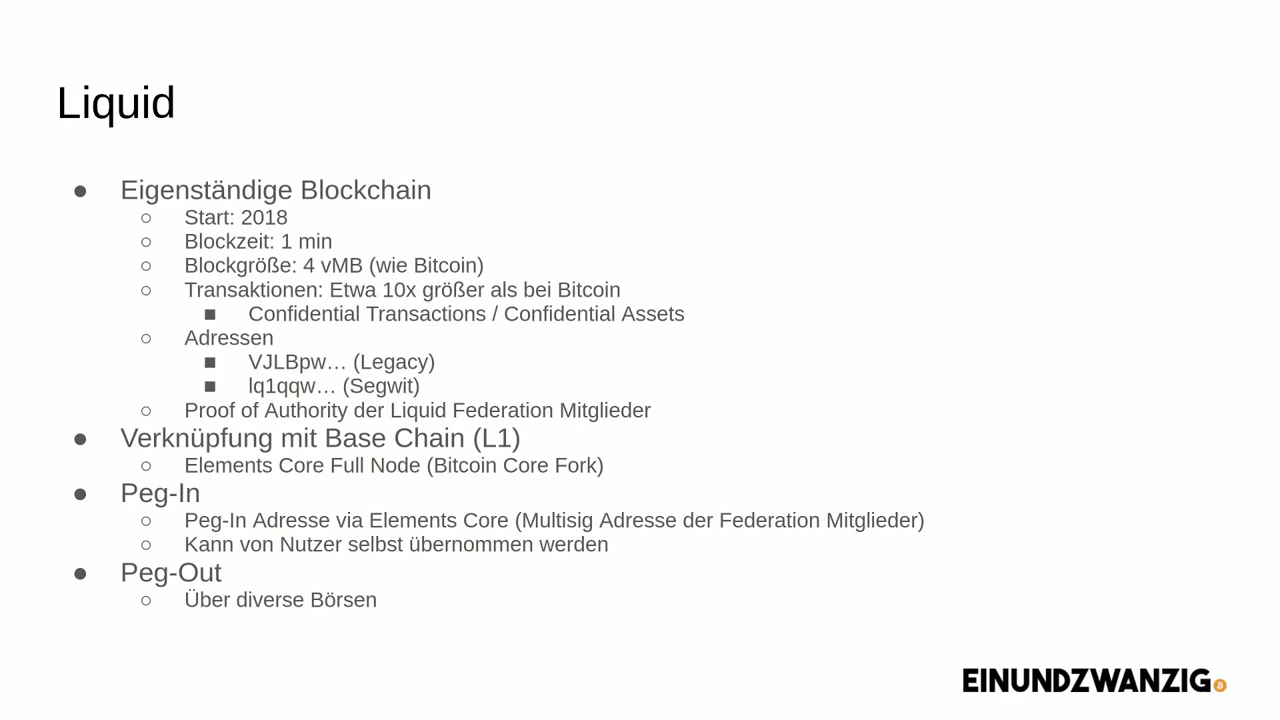 Liquid
● Eigenständige Blockchain
○ Start: 2018
○ Blockzeit: 1 min
○ Blockgröße: 4 vMB (wie Bitcoin)
○ Transaktionen: Etwa 10x größer als bei Bitcoin
■ Confidential Transactions / Confidential Assets
○ Adressen
■ VJLBpw… (Legacy)
■ lq1qqw… (Segwit)
○ Proof of Authority der Liquid Federation Mitglieder
● Verknüpfung mit Base Chain (L1)
○ Elements Core Full Node (Bitcoin Core Fork)
● Peg-In
○ Peg-In Adresse via Elements Core (Multisig Adresse der Federation Mitglieder)
○ Kann von Nutzer selbst übernommen werden
● Peg-Out
○ Über diverse Börsen
EINUNDZWANZIG